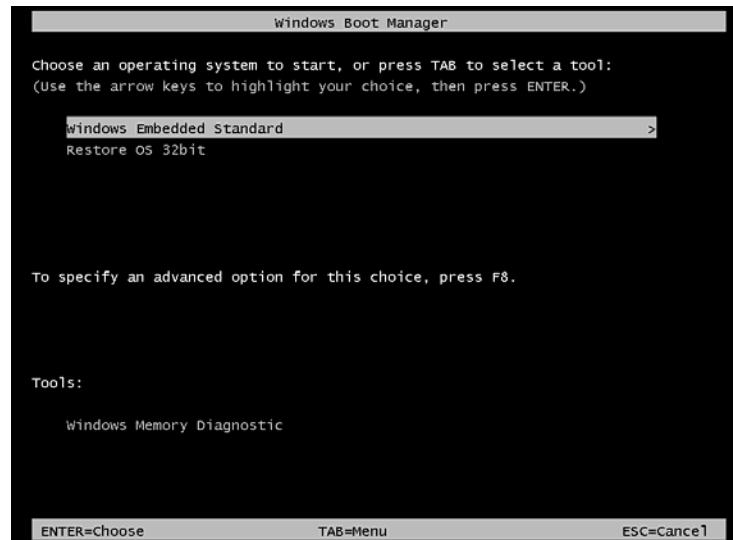 Windows Boot Manager
Choose an operating system to start, or press TAB to select a tool:
(Use the arrow keys to highlight your choice, then press ENTER.)
Windows Embedded Standard >
Restore OS 32bit
To specify an advanced option for this choice, press F8.
Tools:
Windows Memory Diagnostic
ENTER=Choose TAB=Menu ESC=Cancel